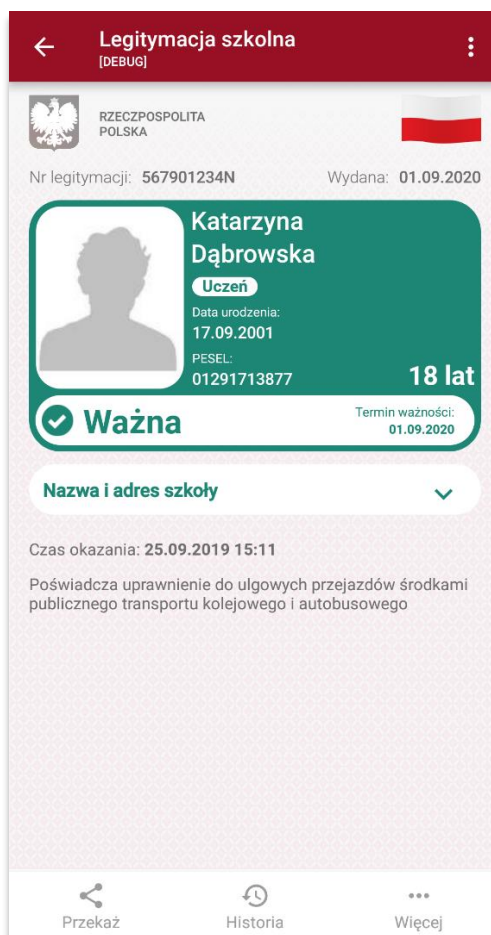 Legitymacja szkolna
[DEBUG]
RZECZPOSPOLITA
POLSKA
Nr legitymacji: 567901234N Wydana: 01.09.2020
Katarzyna
Dąbrowska
Uczeń
Data urodzenia:
17.09.2001
PESEL:
01291713877
18 lat
Ważna
Termin ważności:
01.09.2020
Nazwa i adres szkoły
Czas okazania: 25.09.2019 15:11
Poświadcza uprawnienie do ulgowych przejazdów środkami
publicznego transportu kolejowego i autobusowego
Przekaż Historia Więcej